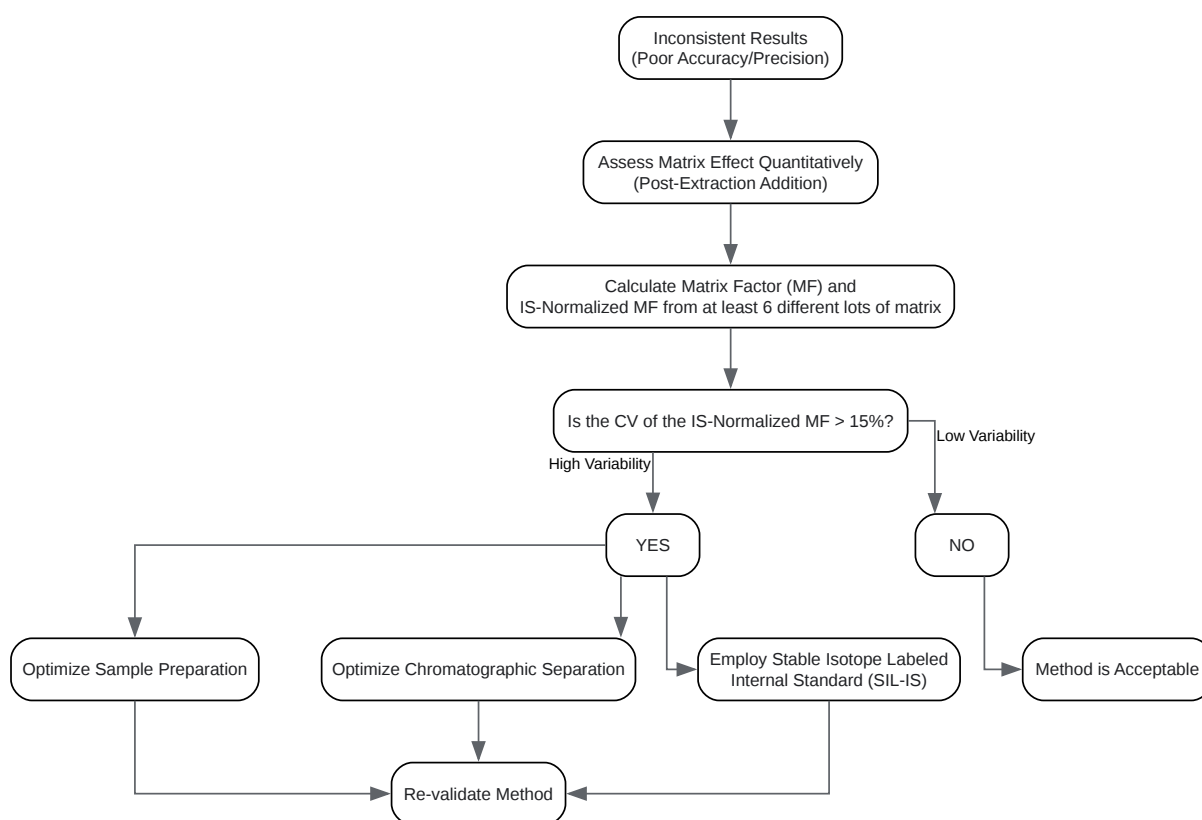 Inconsistent Results
(Poor Accuracy/Precision)
Assess Matrix Effect Quantitatively
(Post-Extraction Addition)
Calculate Matrix Factor (MF) and
IS-Normalized MF from at least 6 different lots of matrix
Is the CV of the IS-Normalized MF > 15%?
High Variability
Low Variability
YES
NO
Optimize Sample Preparation
Optimize Chromatographic Separation
Employ Stable Isotope Labeled
Internal Standard (SIL-IS)
Method is Acceptable
Re-validate Method